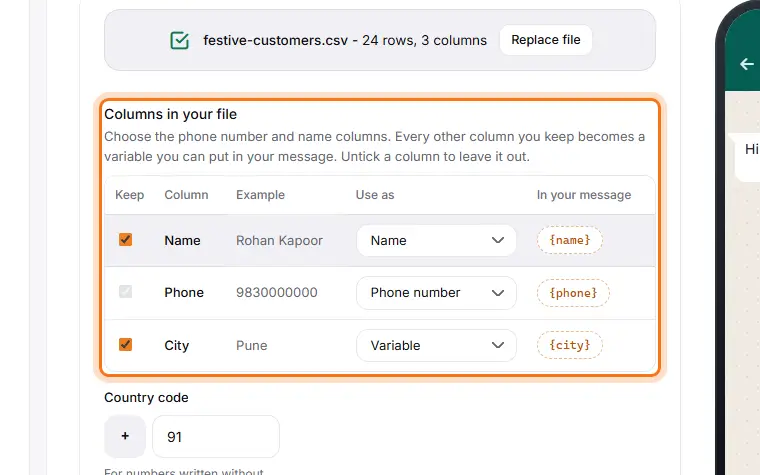 festive-customers.csv - 24 rows, 3 columns Replace file
Columns in your file
Choose the phone number and name columns. Every other column you keep becomes a
variable you can put in your message. Untick a column to leave it out.
Keep Column Example Use as In your message
Name Rohan Kapoor Name {name}
Phone 9830000000 Phone number {phone}
City Pune Variable {city}
Country code
+ 91
For numbers written without
Hi